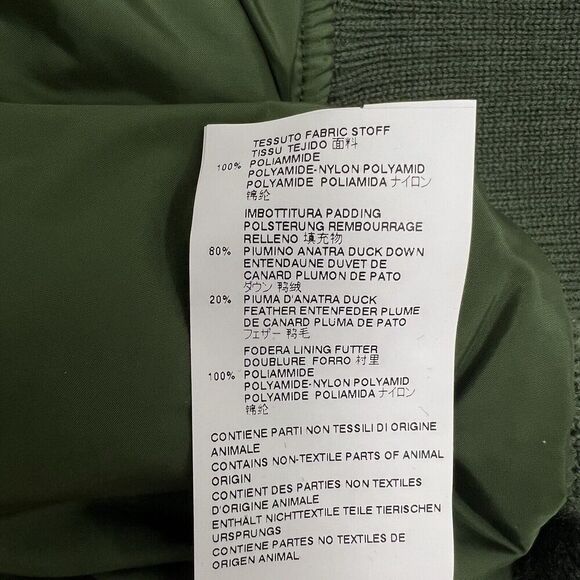 TESSUTO FABRIC STOFF
TISSU TEJIDO 面料
100% POLIAMMIDE
POLYAMIDE-NYLON POLYAMID
POLYAMIDE POLIAMIDA ナイロン
锦纶
IMBOTTITURA PADDING
POLSTERUNG REMBOURRAGE
RELLENO 填充物
80% PIUMINO ANATRA DUCK DOWN
ENTENDAUNE DUVET DE
CANARD PLUMON DE PATO
ダウン 鸭绒
20% PIUMA D'ANATRA DUCK
FEATHER ENTENFEDER PLUME
DE CANARD PLUMA DE PATO
フェザー 鸭毛
FODERA LINING FUTTER
DOUBLURE FORRO 村里
100% POLIAMMIDE
POLYAMIDE-NYLON POLYAMID
POLYAMIDE POLIAMIDA ナイロン
锦纶
CONTIENE PARTI NON TESSILI DI ORIGINE
ANIMALE
CONTAINS NON-TEXTILE PARTS OF ANIMAL
ORIGIN
CONTIENT DES PARTIES NON TEXTILES
D'ORIGINE ANIMALE
ENTHÄLT NICHTTEXTILE TEILE TIERISCHEN
URSPRUNGS
CONTIENE PARTES NO TEXTILES DE
ORIGEN ANIMAL